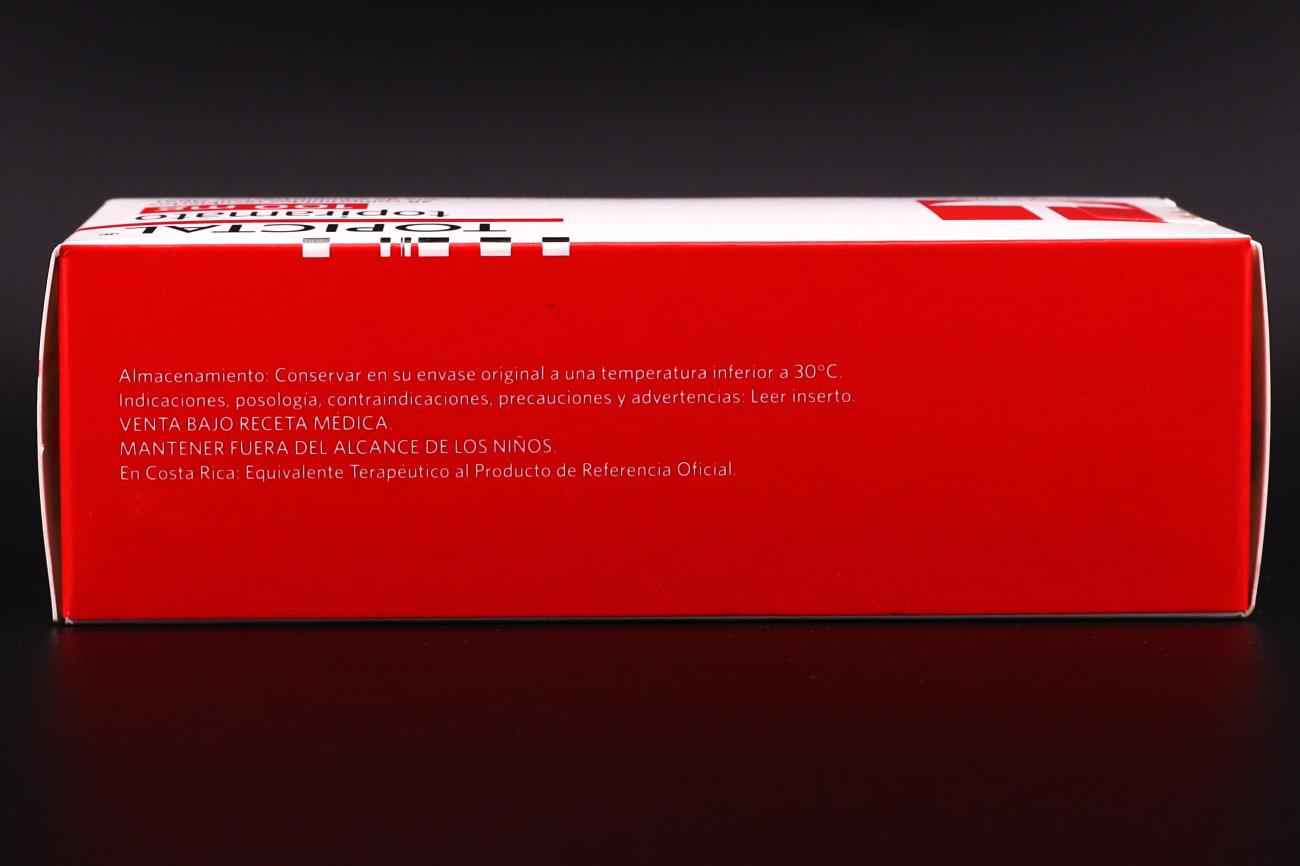 TOPICTAL
topiramato
100 mg
Almacenamiento: Conservar en su envase original a una temperatura inferior a 30°C.
Indicaciones, posología, contraindicaciones, precauciones y advertencias: Leer inserto.
VENTA BAJO RECETA MÉDICA.
MANTENER FUERA DEL ALCANCE DE LOS NIÑOS.
En Costa Rica: Equivalente Terapéutico al Producto de Referencia Oficial.